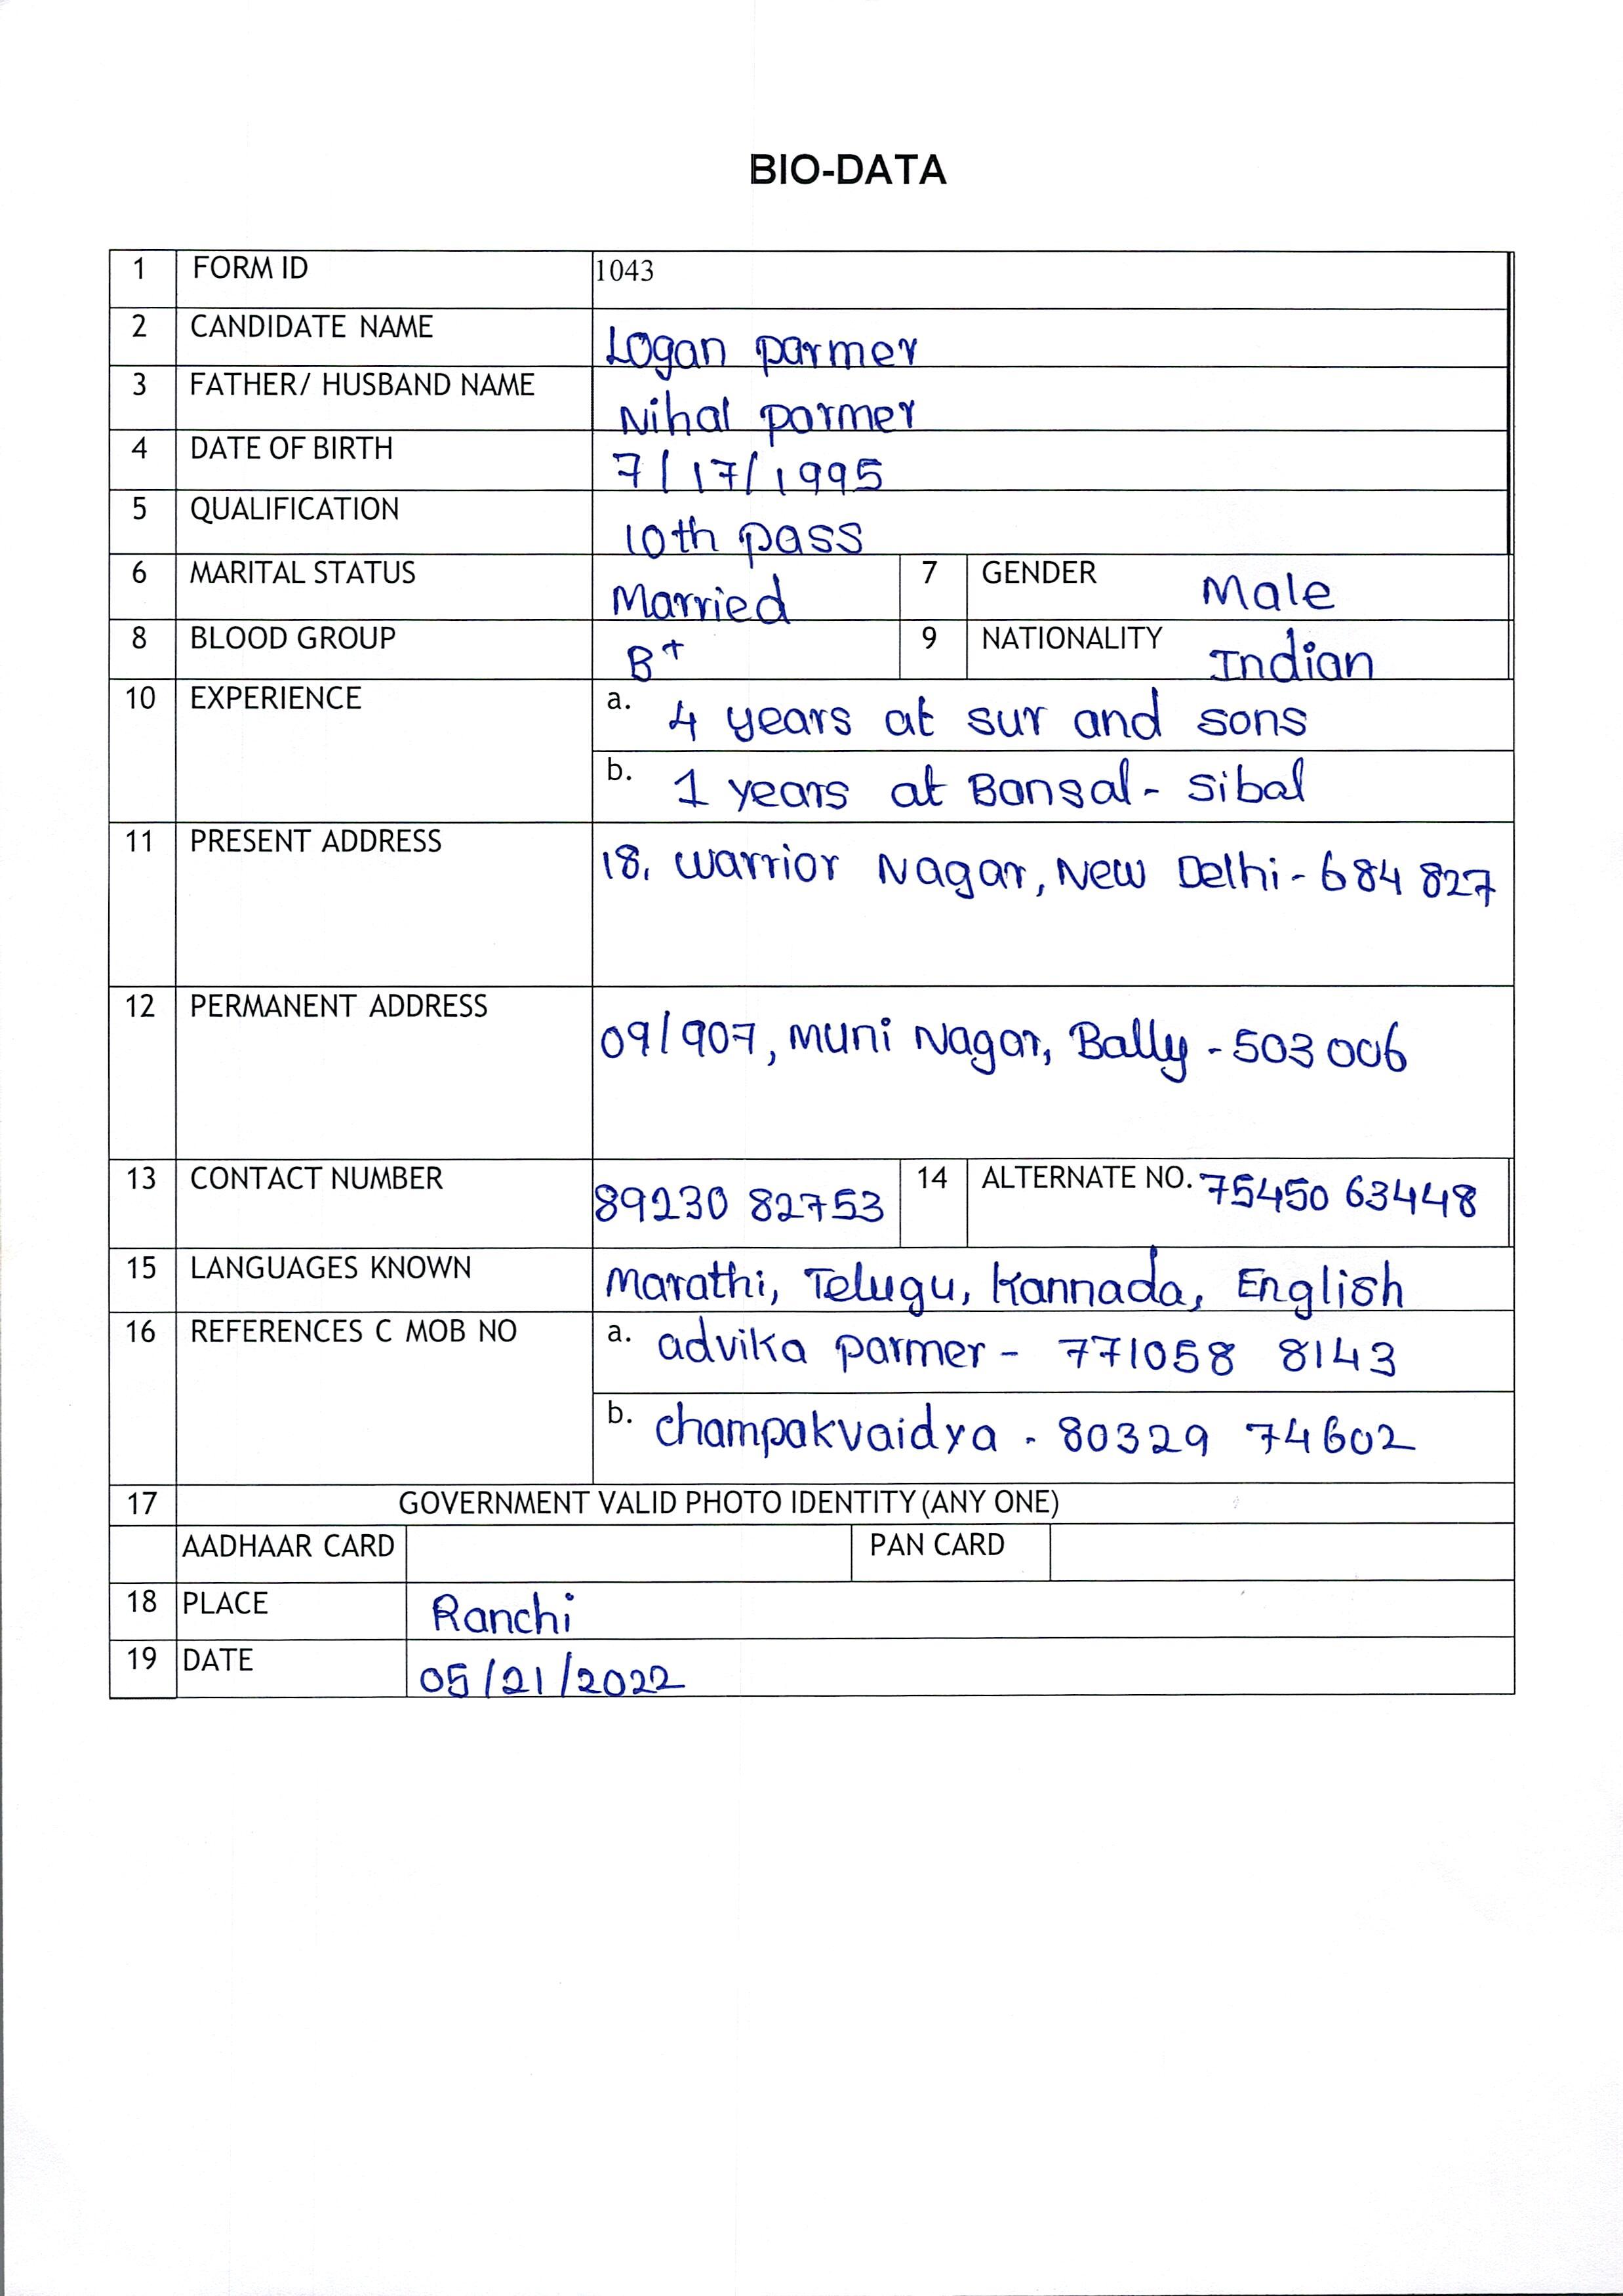 BIO-DATA
1 FORM ID 1043
2 CANDIDATE NAME Logan parmer
3 FATHER/ HUSBAND NAME Nihal parmer
4 DATE OF BIRTH 7/17/1995
5 QUALIFICATION 10th pass
6 MARITAL STATUS Married 7 GENDER Male
8 BLOOD GROUP B+ 9 NATIONALITY Indian
10 EXPERIENCE a. 4 years at sur and sons
b. 1 years at Bansal- Sibal
11 PRESENT ADDRESS 18, Warrior Nagar, New Delhi-684 827
12 PERMANENT ADDRESS 09/907, Muni Nagar, Bally - 503 006
13 CONTACT NUMBER 89230 82753 14 ALTERNATE NO. 75450 63448
15 LANGUAGES KNOWN Marathi, Telugu, Kannada, English
16 REFERENCES C MOB NO a. advika parmer - 771058 8143
b. champakvaidya - 80329 74602
17 GOVERNMENT VALID PHOTO IDENTITY (ANY ONE)
AADHAAR CARD PAN CARD
18 PLACE Ranchi
19 DATE 05/21/2022